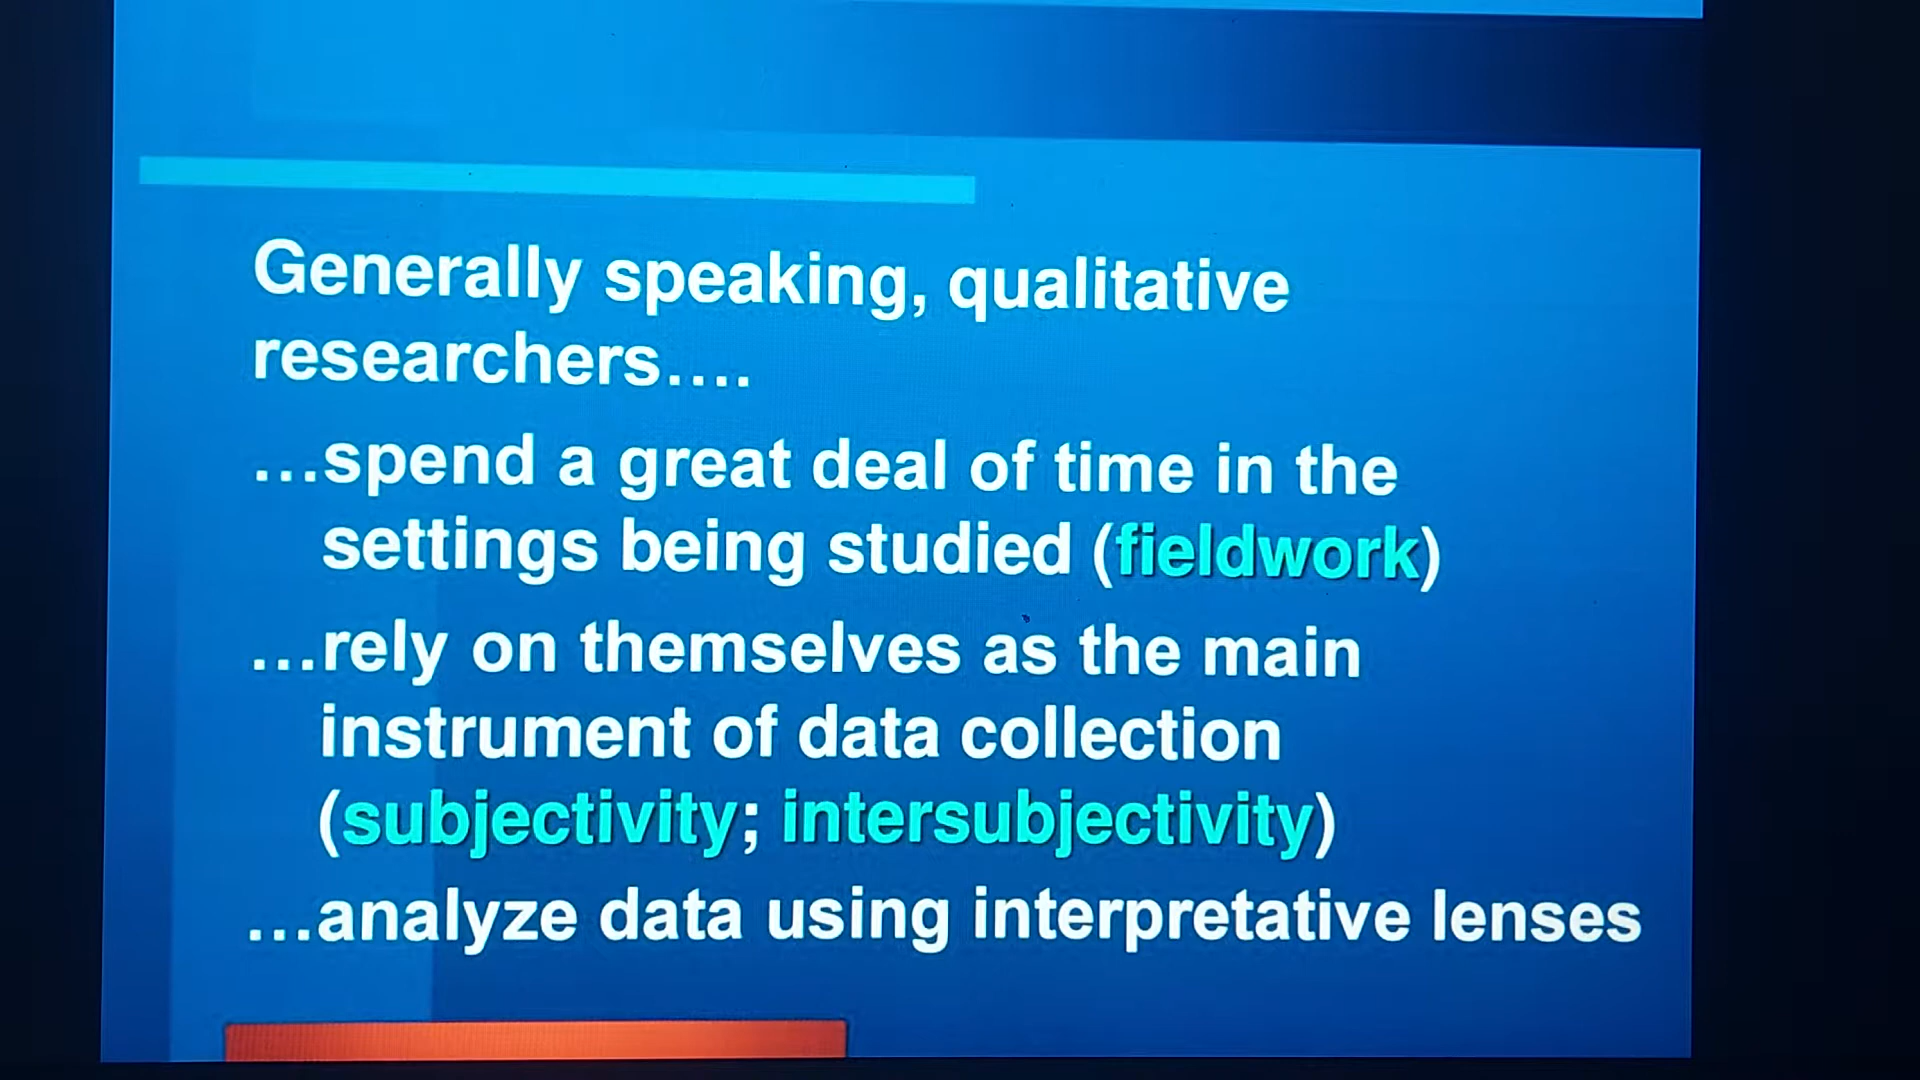 Generally speaking, qualitative
researchers....
...spend a great deal of time in the
settings being studied (fieldwork)
...rely on themselves as the main
instrument of data collection
(subjectivity; intersubjectivity)
...analyze data using interpretative lenses